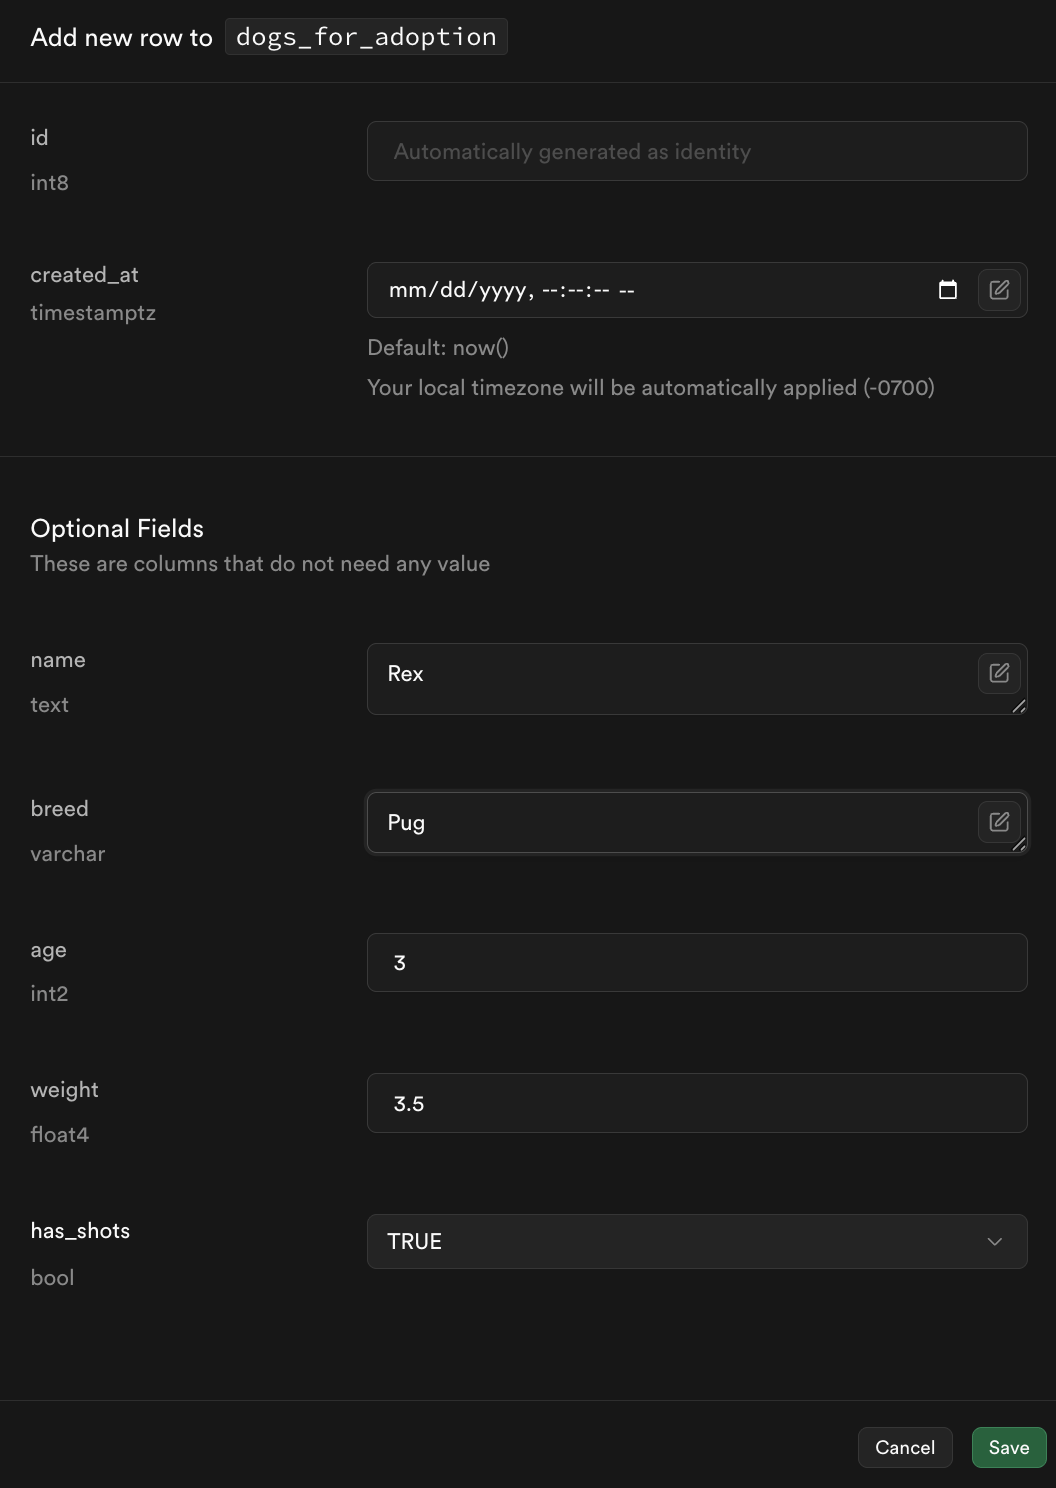 Add new row to dogs_for_adoption
id
int8
Automatically generated as identity
created_at
timestamptz
mm/dd/yyyy, --:--:-- --
Default: now()
Your local timezone will be automatically applied (-0700)
Optional Fields
These are columns that do not need any value
name
text
Rex
breed
varchar
Pug
age
int2
3
weight
float4
3.5
has_shots
bool
TRUE
Cancel
Save